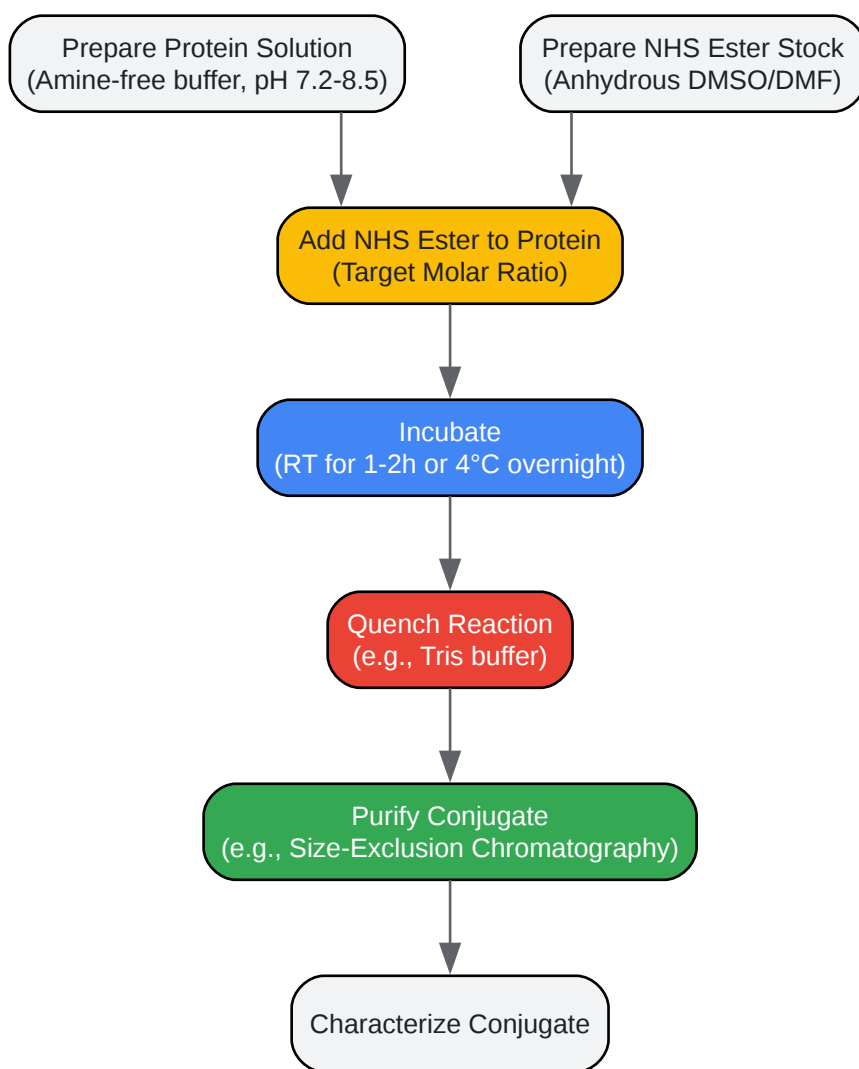 Prepare Protein Solution
(Amine-free buffer, pH 7.2-8.5)
Prepare NHS Ester Stock
(Anhydrous DMSO/DMF)
Add NHS Ester to Protein
(Target Molar Ratio)
Incubate
(RT for 1-2h or 4°C overnight)
Quench Reaction
(e.g., Tris buffer)
Purify Conjugate
(e.g., Size-Exclusion Chromatography)
Characterize Conjugate